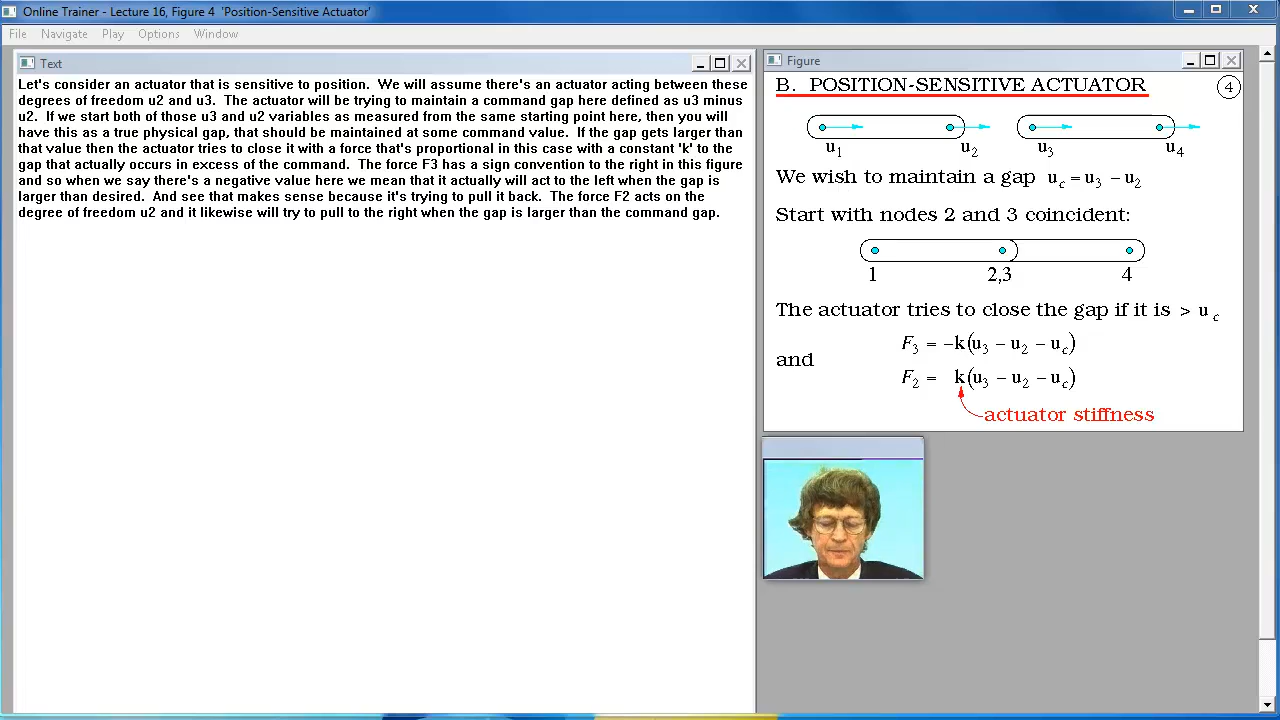 Online Trainer - Lecture 16, Figure 4 'Position-Sensitive Actuator'
File Navigate Play Options Window
Text
Let's consider an actuator that is sensitive to position. We will assume there's an actuator acting between these
degrees of freedom u2 and u3. The actuator will be trying to maintain a command gap here defined as u3 minus
u2. If we start both of those u3 and u2 variables as measured from the same starting point here, then you will
have this as a true physical gap, that should be maintained at some command value. If the gap gets larger than
that value then the actuator tries to close it with a force that's proportional in this case with a constant 'k' to the
gap that actually occurs in excess of the command. The force F3 has a sign convention to the right in this figure
and so when we say there's a negative value here we mean that it actually will act to the left when the gap is
larger than desired. And see that makes sense because it's trying to pull it back. The force F2 acts on the
degree of freedom u2 and it likewise will try to pull to the right when the gap is larger than the command gap.
Figure
B. POSITION-SENSITIVE ACTUATOR 4
u₁ u₂ u₃ u₄
We wish to maintain a gap u_c = u₃ − u₂
Start with nodes 2 and 3 coincident:
1 2,3 4
The actuator tries to close the gap if it is > u_c
F₃ = −k(u₃ − u₂ − u_c)
and
F₂ = k(u₃ − u₂ − u_c)
actuator stiffness